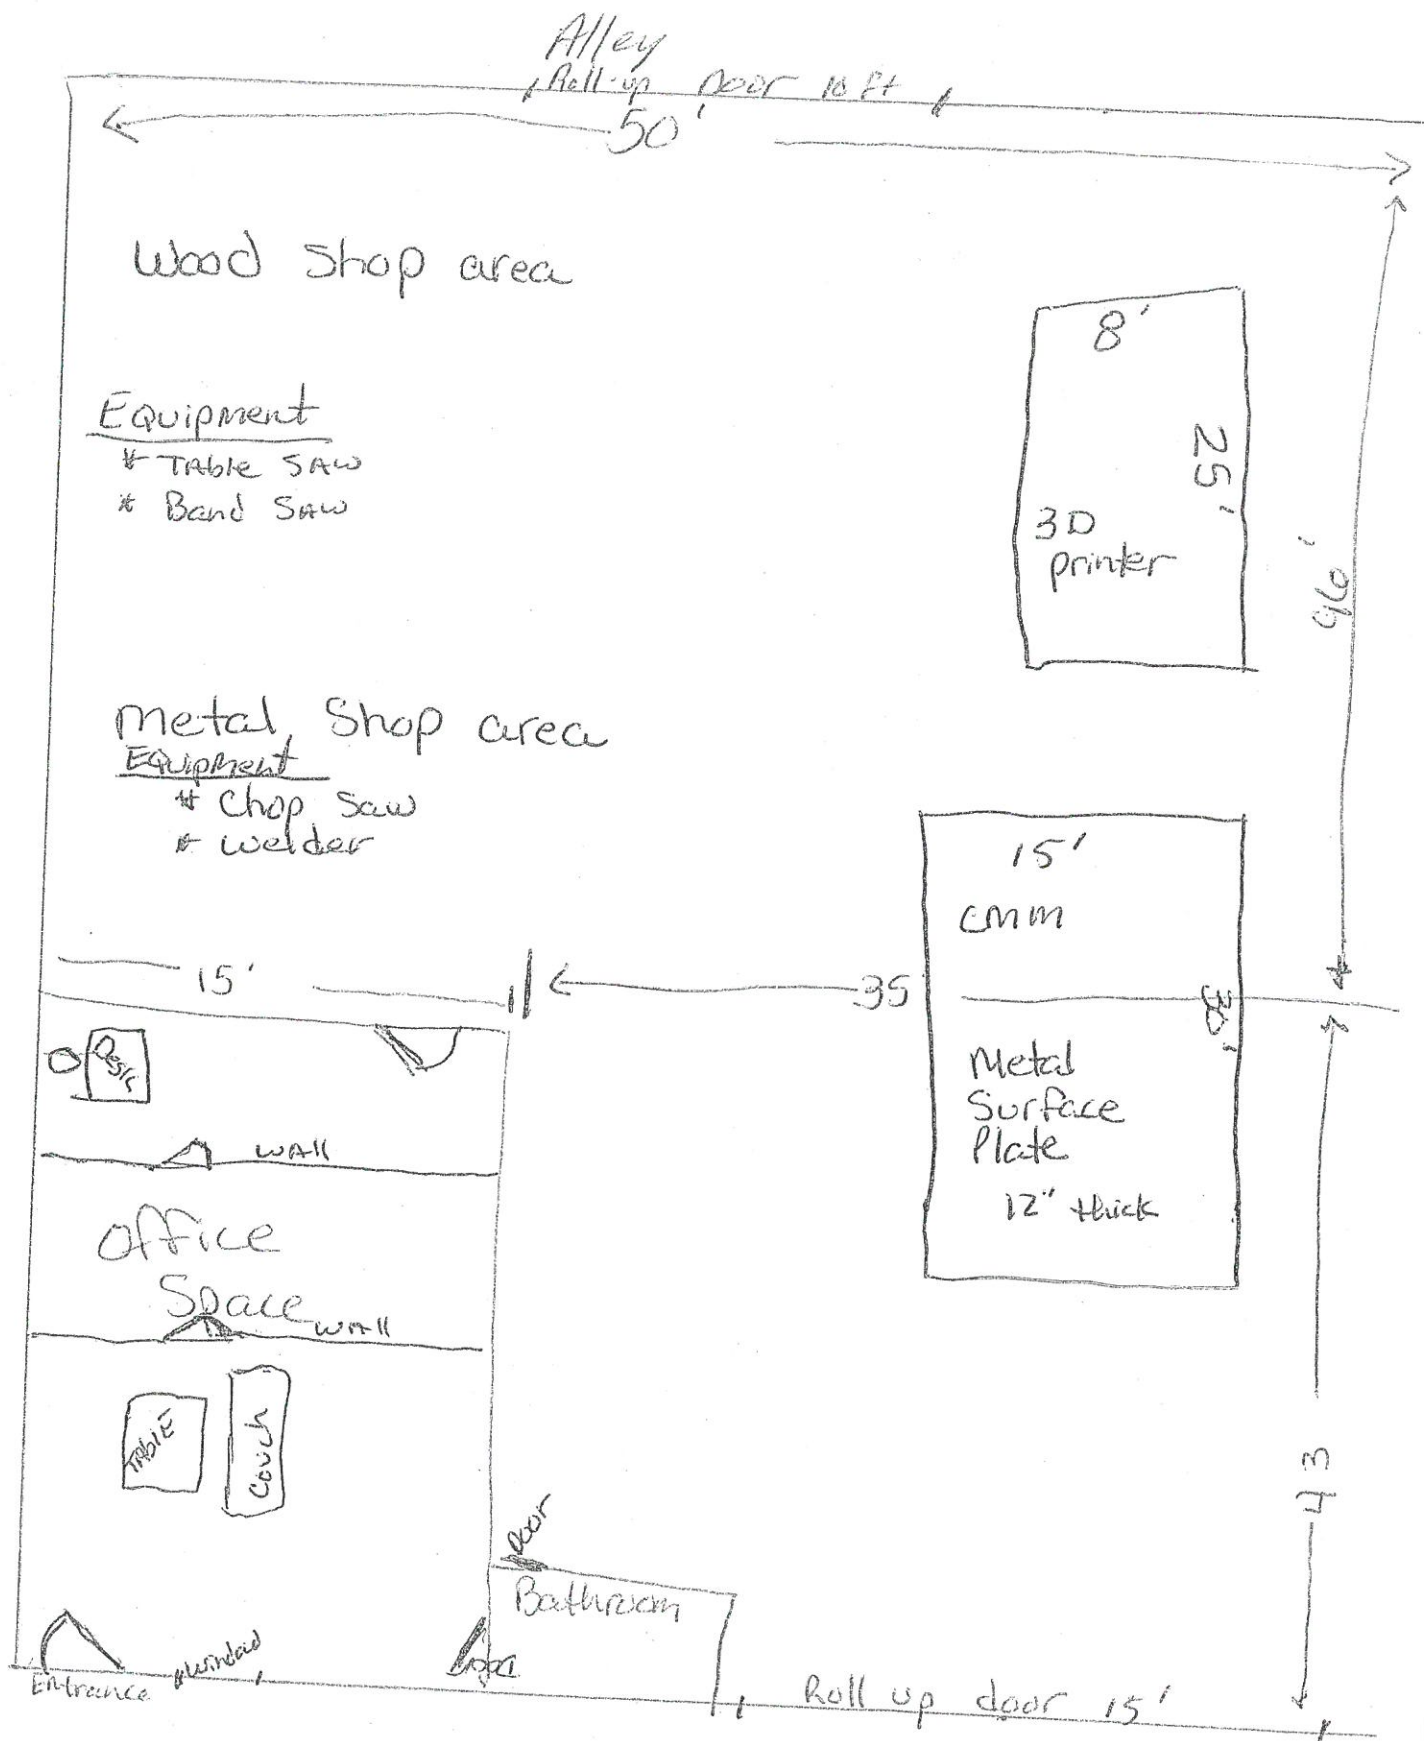 Alley
Roll-up Door 10 ft
50'
Wood Shop area
8'
Equipment
* Table Saw
* Band Saw
25'
3D
printer
Metal Shop area
Equipment
* Chop Saw
* Welder
15'
CMM
15'
35
30'
Desk
Metal
Surface
Plate
12" thick
Wall
Office
Space
Wall
Table
Couch
43
Door
Bathroom
Entrance
Window
Door
Roll up door 15'